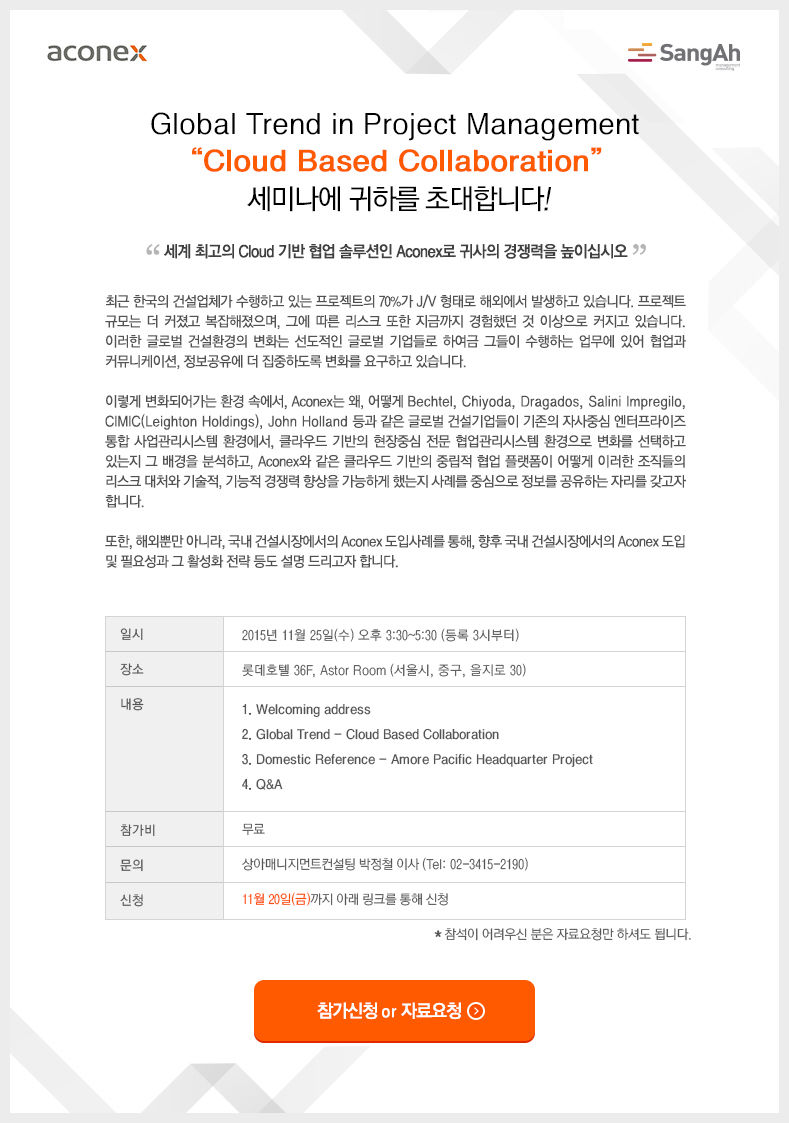 aconex
SangAh
management
consulting
Global Trend in Project Management
“Cloud Based Collaboration”
세미나에 귀하를 초대합니다!
“ 세계 최고의 Cloud 기반 협업 솔루션인 Aconex로 귀사의 경쟁력을 높이십시오 ”
최근 한국의 건설업체가 수행하고 있는 프로젝트의 70%가 J/V 형태로 해외에서 발생하고 있습니다. 프로젝트
규모는 더 커졌고 복잡해졌으며, 그에 따른 리스크 또한 지금까지 경험했던 것 이상으로 커지고 있습니다.
이러한 글로벌 건설환경의 변화는 선도적인 글로벌 기업들로 하여금 그들이 수행하는 업무에 있어 협업과
커뮤니케이션, 정보공유에 더 집중하도록 변화를 요구하고 있습니다.
이렇게 변화되어가는 환경 속에서, Aconex는 왜, 어떻게 Bechtel, Chiyoda, Dragados, Salini Impregilo,
CIMIC(Leighton Holdings), John Holland 등과 같은 글로벌 건설기업들이 기존의 자사중심 엔터프라이즈
통합 사업관리시스템 환경에서, 클라우드 기반의 현장중심 전문 협업관리시스템 환경으로 변화를 선택하고
있는지 그 배경을 분석하고, Aconex와 같은 클라우드 기반의 중립적 협업 플랫폼이 어떻게 이러한 조직들의
리스크 대처와 기술적, 기능적 경쟁력 향상을 가능하게 했는지 사례를 중심으로 정보를 공유하는 자리를 갖고자
합니다.
또한, 해외뿐만 아니라, 국내 건설시장에서의 Aconex 도입사례를 통해, 향후 국내 건설시장에서의 Aconex 도입
및 필요성과 그 활성화 전략 등도 설명 드리고자 합니다.
일시 2015년 11월 25일(수) 오후 3:30~5:30 (등록 3시부터)
장소 롯데호텔 36F, Astor Room (서울시, 중구, 을지로 30)
내용 1. Welcoming address
2. Global Trend - Cloud Based Collaboration
3. Domestic Reference - Amore Pacific Headquarter Project
4. Q&A
참가비 무료
문의 상아매니지먼트컨설팅 박정철 이사 (Tel: 02-3415-2190)
신청 11월 20일(금)까지 아래 링크를 통해 신청
* 참석이 어려우신 분은 자료요청만 하셔도 됩니다.
참가신청 or 자료요청